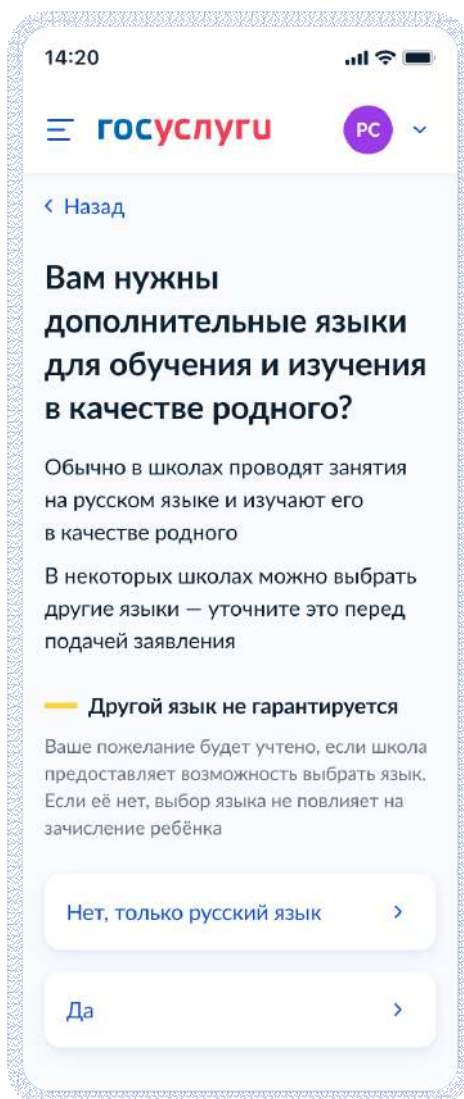 14:20
госуслуги
РС
Назад
Вам нужны
дополнительные языки
для обучения и изучения
в качестве родного?
Обычно в школах проводят занятия
на русском языке и изучают его
в качестве родного
В некоторых школах можно выбрать
другие языки — уточните это перед
подачей заявления
Другой язык не гарантируется
Ваше пожелание будет учтено, если школа
предоставляет возможность выбрать язык.
Если её нет, выбор языка не повлияет на
зачисление ребёнка
Нет, только русский язык
Да